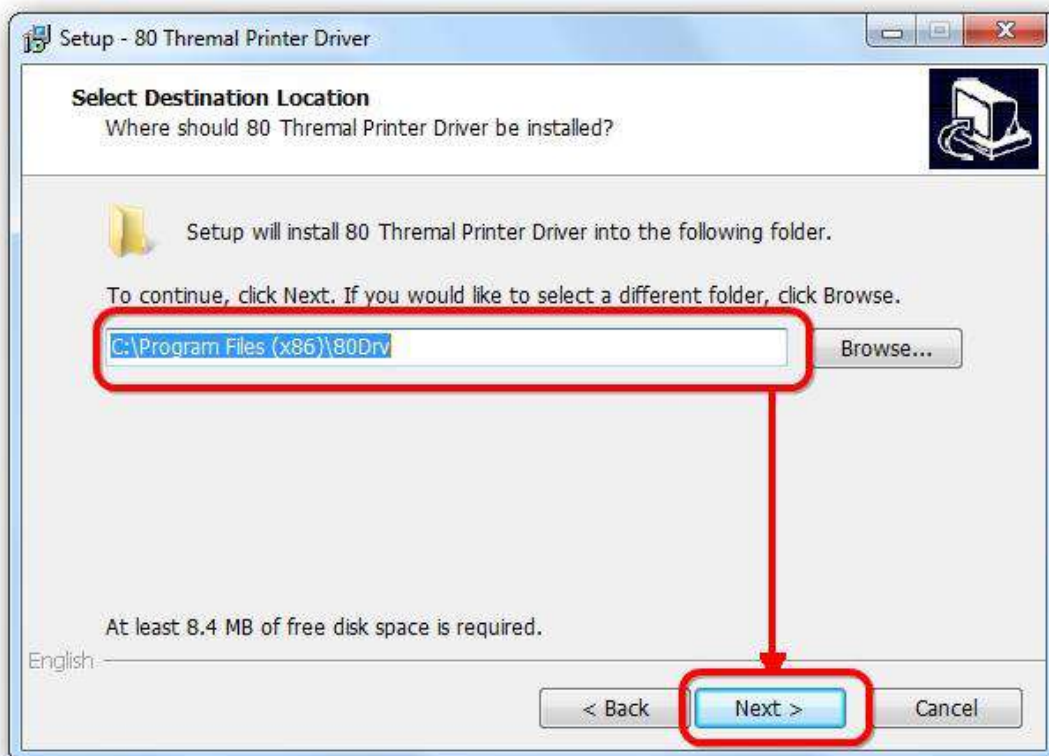 Setup - 80 Thremal Printer Driver
Select Destination Location
Where should 80 Thremal Printer Driver be installed?
Setup will install 80 Thremal Printer Driver into the following folder.
To continue, click Next. If you would like to select a different folder, click Browse.
C:\Program Files (x86)\80Drv
Browse...
At least 8.4 MB of free disk space is required.
English
< Back
Next >
Cancel